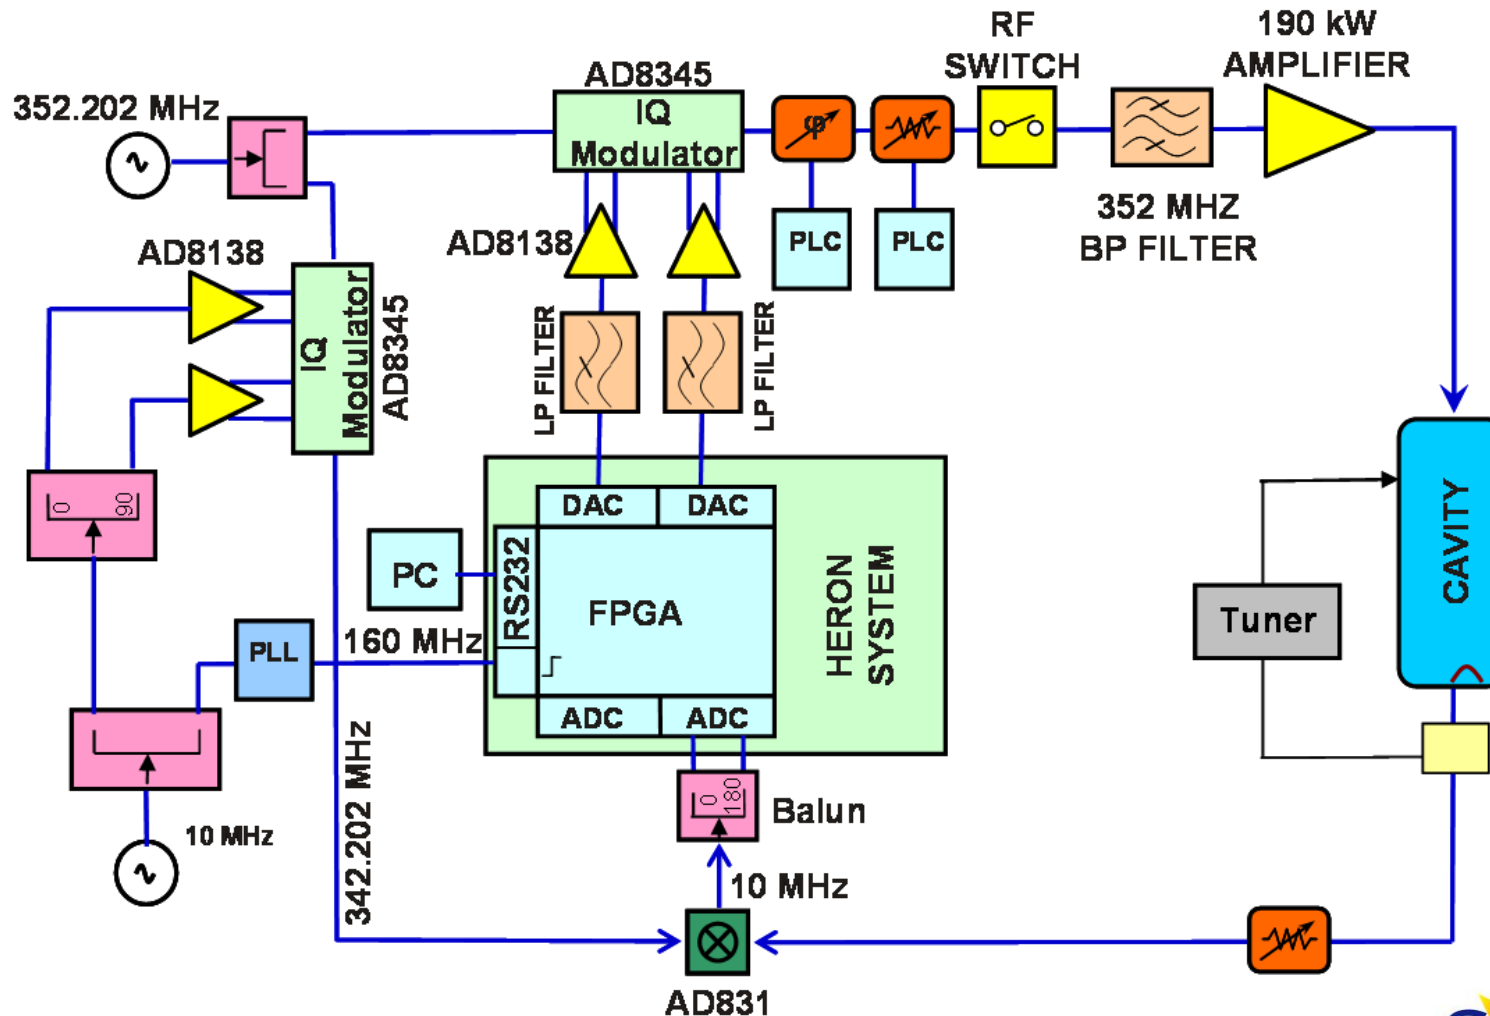 RF
SWITCH
190 kW
AMPLIFIER
352.202 MHz
AD8345
IQ
Modulator
φ
352 MHZ
BP FILTER
PLC
PLC
AD8138
AD8138
IQ
Modulator
AD8345
LP FILTER
LP FILTER
0
90
DAC
DAC
PC
RS232
FPGA
HERON
SYSTEM
CAVITY
Tuner
PLL
160 MHz
ADC
ADC
342.202 MHz
0
180
Balun
10 MHz
10 MHz
AD831